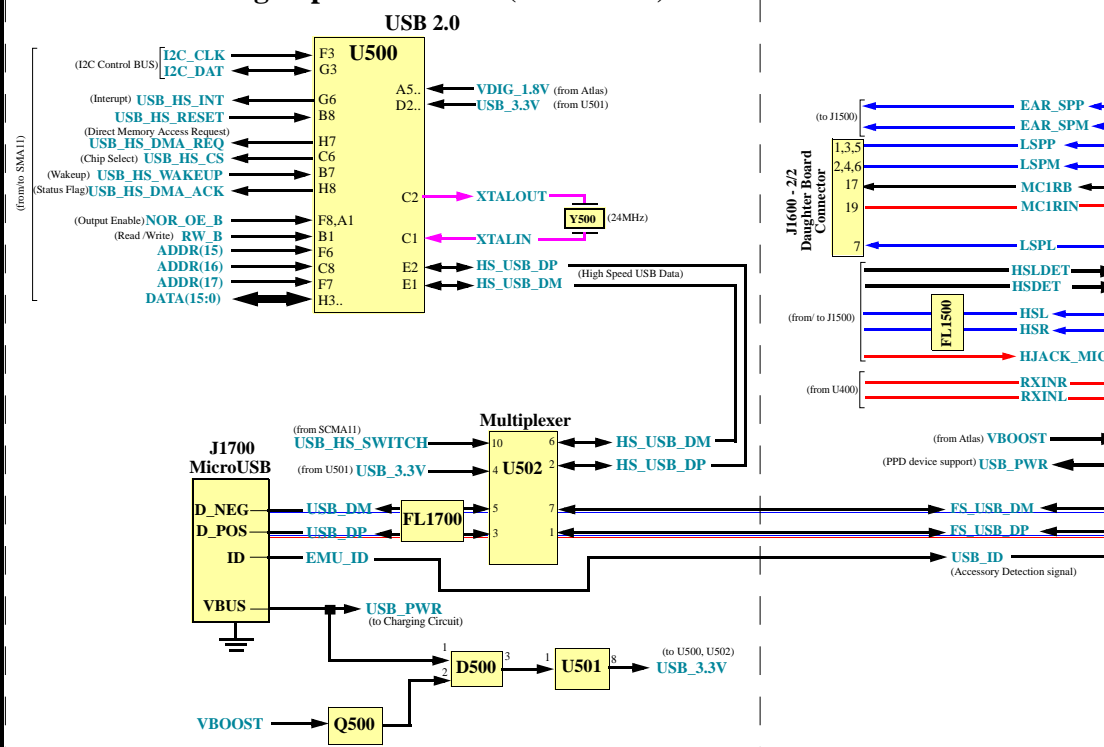 USB 2.0
U500
I2C_CLK
F3
(I2C Control BUS)
I2C_DAT
G3
A5..
VDIG_1.8V (from Atlas)
(Interupt) USB_HS_INT
G6
D2..
USB_3.3V (from U501)
USB_HS_RESET
B8
(Direct Memory Access Request)
USB_HS_DMA_REQ
H7
(Chip Select) USB_HS_CS
C6
(Wakeup) USB_HS_WAKEUP
B7
(Status Flag)USB_HS_DMA_ACK
H8
(from/to SMA11)
C2
XTALOUT
Y500
(24MHz)
(Output Enable)NOR_OE_B
F8,A1
(Read /Write) RW_B
B1
C1
XTALIN
ADDR(15)
F6
ADDR(16)
C8
E2
HS_USB_DP
(High Speed USB Data)
ADDR(17)
F7
E1
HS_USB_DM
DATA(15:0)
H3..
EAR_SPP
(to J1500)
EAR_SPM
1,3,5
LSPP
2,4,6
LSPM
17
MC1RB
19
MC1RIN
7
LSPL
J1600 - 2/2
Daughter Board
Connector
HSLDET
HSDET
(from/ to J1500)
FL1500
HSL
HSR
HJACK_MIC
(from U400)
RXINR
RXINL
(from Atlas) VBOOST
(PPD device support) USB_PWR
Multiplexer
(from SCMA11)
USB_HS_SWITCH
10
U502
6
HS_USB_DM
(from U501) USB_3.3V
4
2
HS_USB_DP
J1700
MicroUSB
D_NEG
USB_DM
FL1700
5
7
FS_USB_DM
D_POS
USB_DP
3
1
FS_USB_DP
ID
EMU_ID
USB_ID
(Accessory Detection signal)
VBUS
USB_PWR
(to Charging Circuit)
1
2
D500
3
1
U501
8
(to U500, U502)
USB_3.3V
VBOOST
Q500